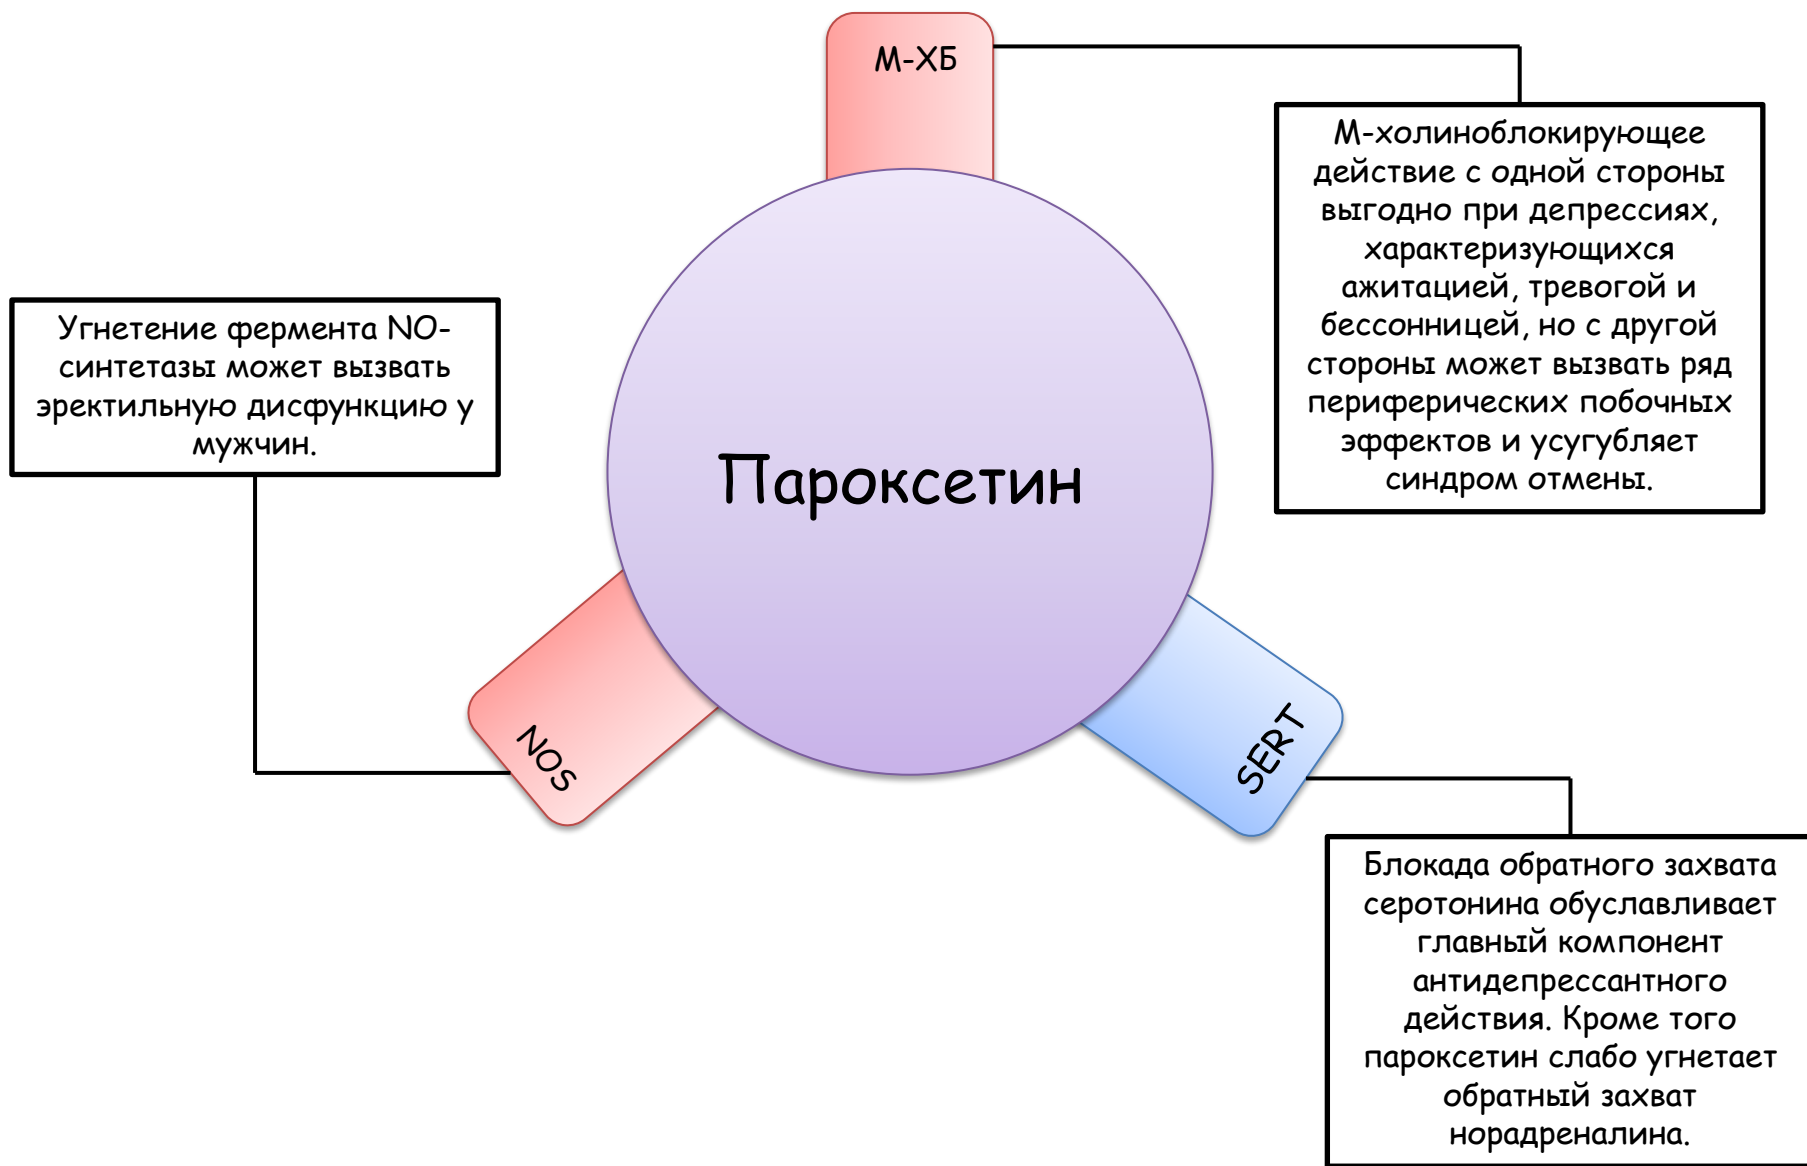 М-ХБ
М-холиноблокирующее
действие с одной стороны
выгодно при депрессиях,
характеризующихся
ажитацией, тревогой и
бессонницей, но с другой
стороны может вызвать ряд
периферических побочных
эффектов и усугубляет
синдром отмены.
Угнетение фермента NO-
синтетазы может вызвать
эректильную дисфункцию у
мужчин.
Пароксетин
NOS
SERT
Блокада обратного захвата
серотонина обуславливает
главный компонент
антидепрессантного
действия. Кроме того
пароксетин слабо угнетает
обратный захват
норадреналина.